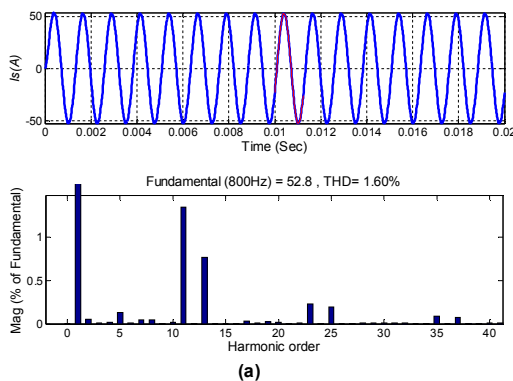 Is(A)
50
0
-50
0 0.002 0.004 0.006 0.008 0.01 0.012 0.014 0.016 0.018 0.02
Time (Sec)
Fundamental (800Hz) = 52.8 , THD= 1.60%
Mag (% of Fundamental)
1
0.5
0
0 5 10 15 20 25 30 35 40
Harmonic order
(a)